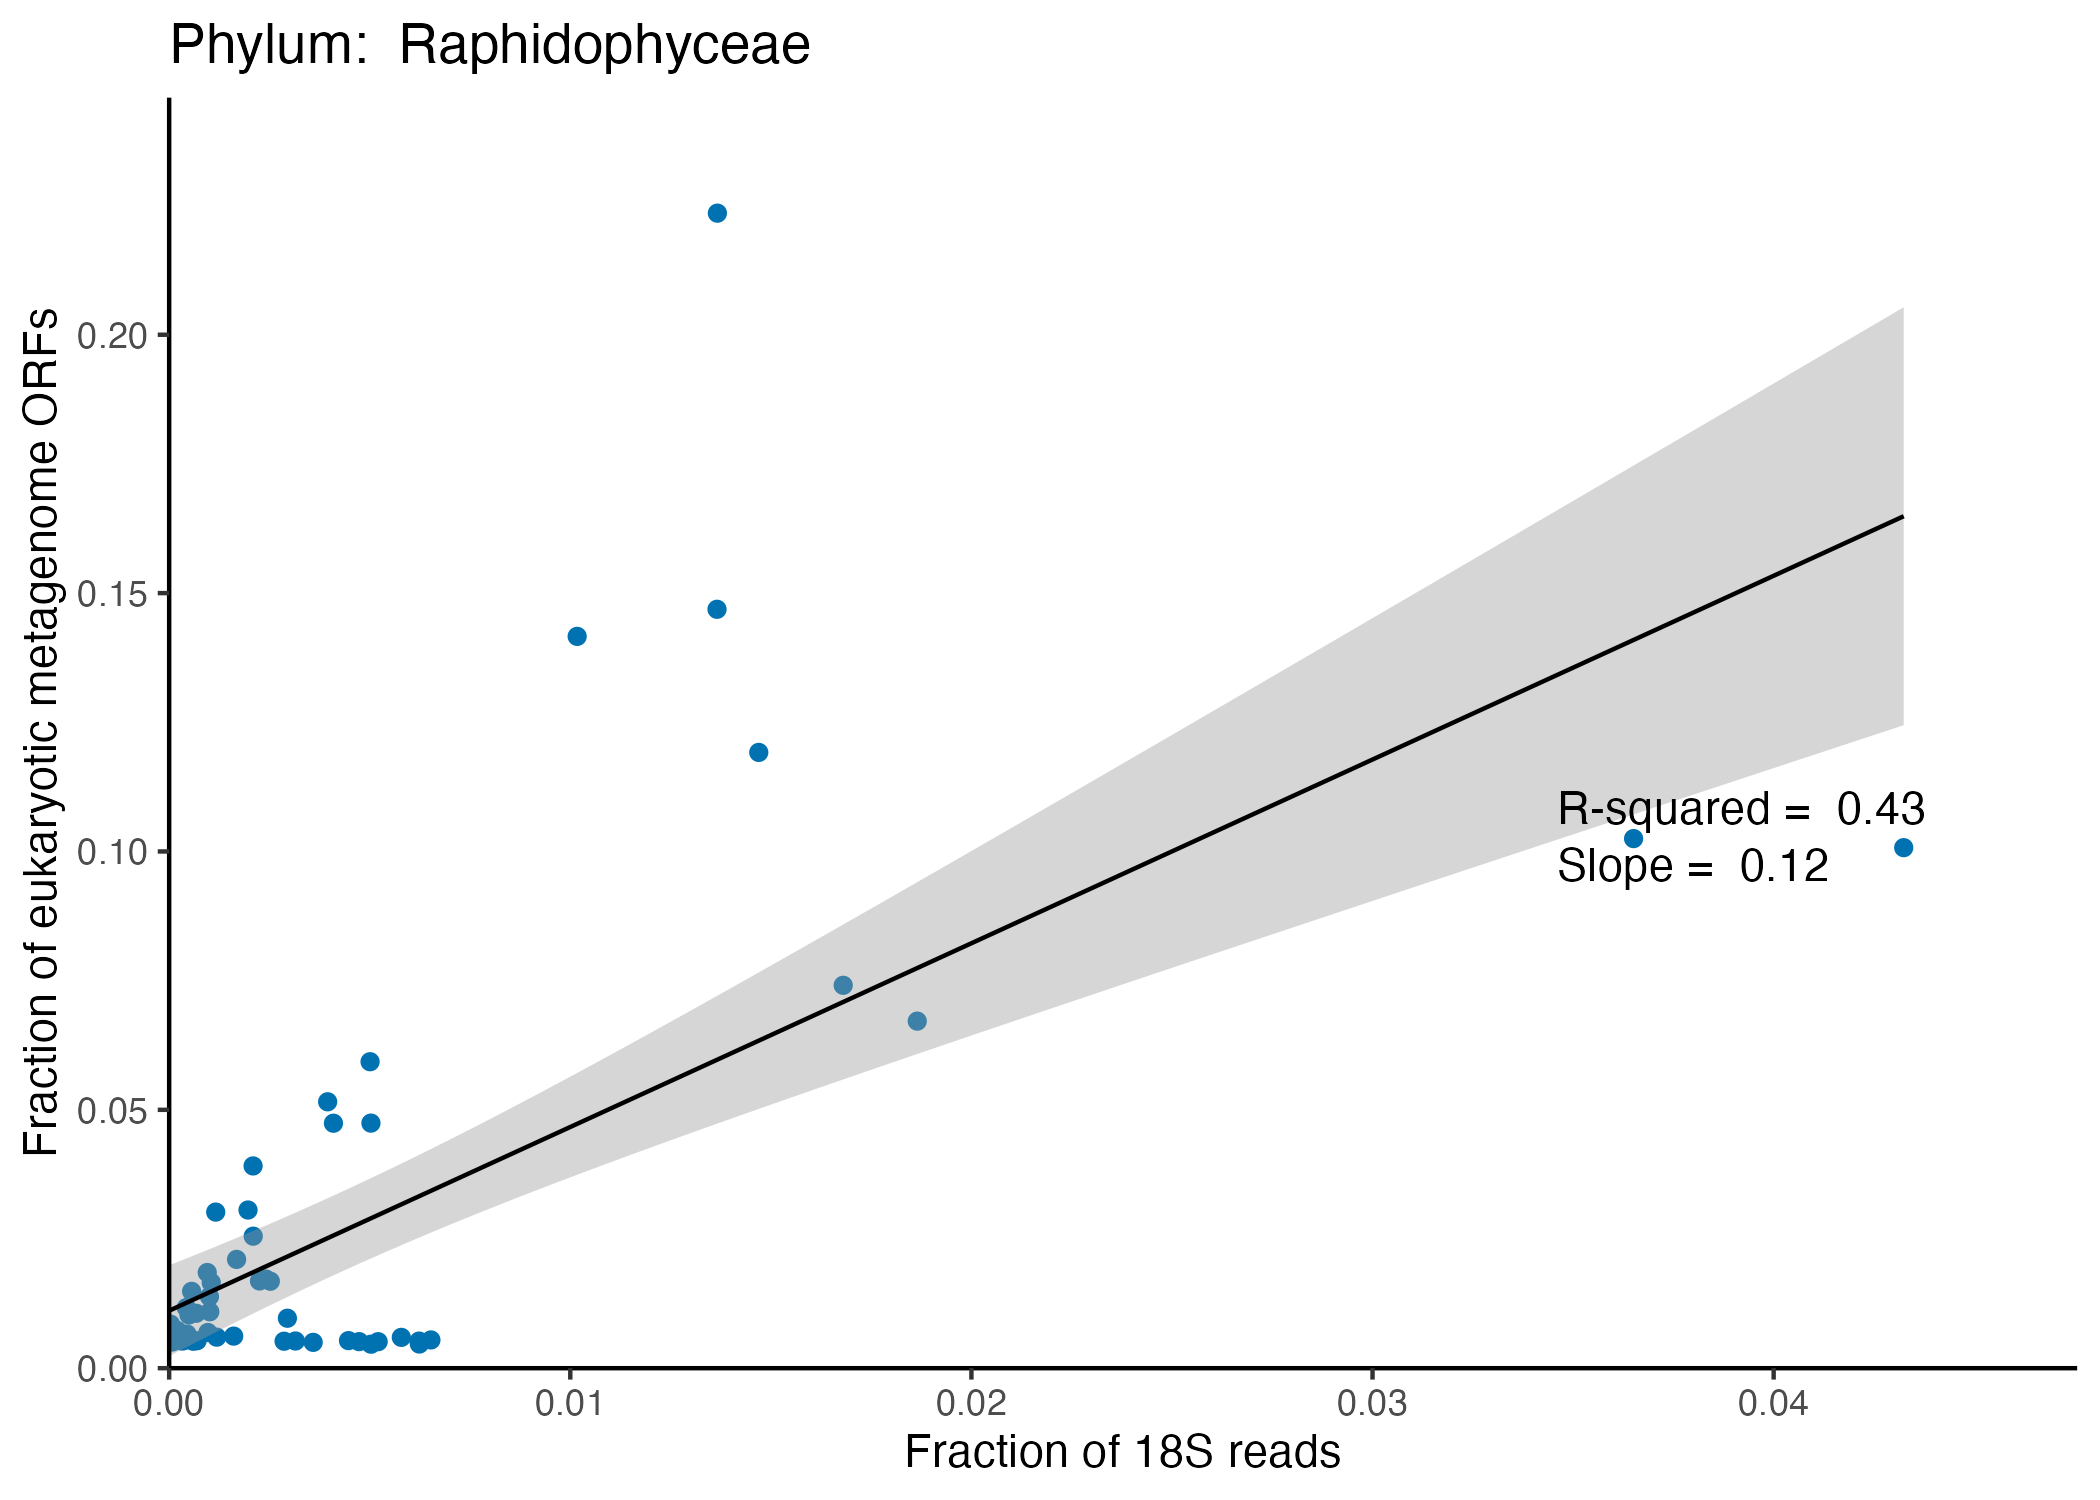 Phylum:  Raphidophyceae
Fraction of eukaryotic metagenome ORFs
0.20
0.15
0.10
0.05
0.00
R-squared =  0.43
Slope =  0.12
0.00 0.01 0.02 0.03 0.04
Fraction of 18S reads